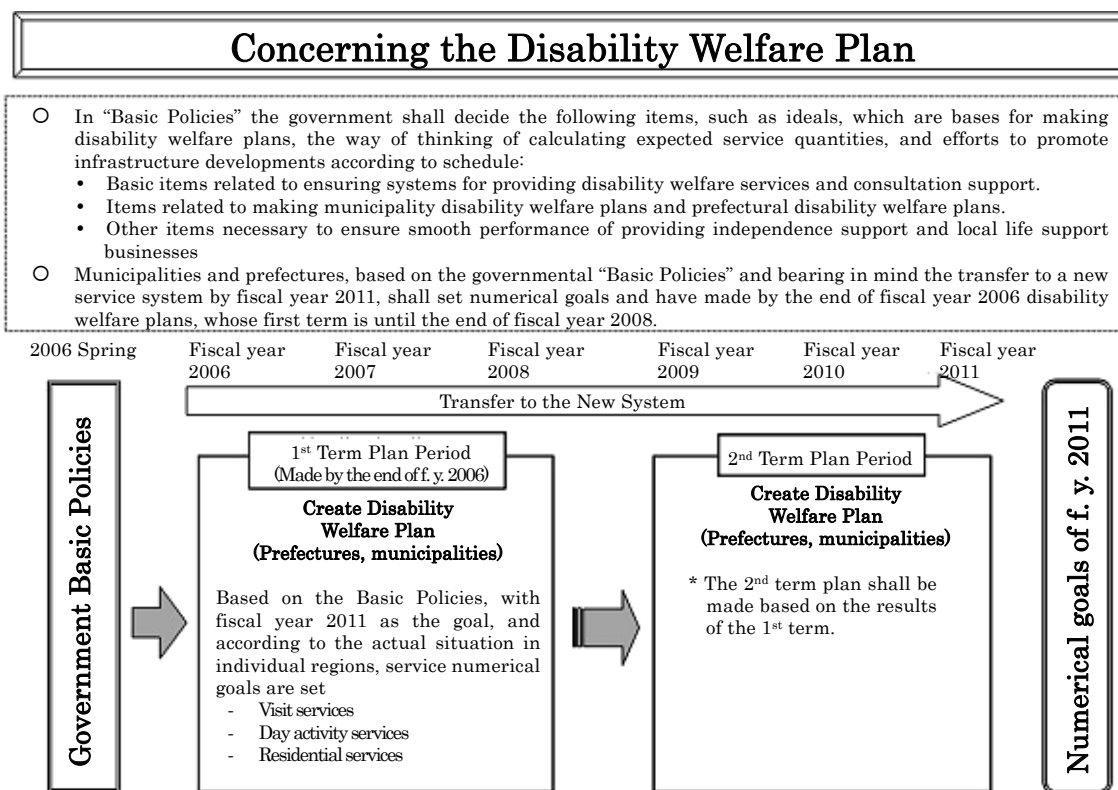 Concerning the Disability Welfare Plan
○ In “Basic Policies” the government shall decide the following items, such as ideals, which are bases for making
disability welfare plans, the way of thinking of calculating expected service quantities, and efforts to promote
infrastructure developments according to schedule:
• Basic items related to ensuring systems for providing disability welfare services and consultation support.
• Items related to making municipality disability welfare plans and prefectural disability welfare plans.
• Other items necessary to ensure smooth performance of providing independence support and local life support
businesses
○ Municipalities and prefectures, based on the governmental “Basic Policies” and bearing in mind the transfer to a new
service system by fiscal year 2011, shall set numerical goals and have made by the end of fiscal year 2006 disability
welfare plans, whose first term is until the end of fiscal year 2008.
2006 Spring
Fiscal year
2006
Fiscal year
2007
Fiscal year
2008
Fiscal year
2009
Fiscal year
2010
Fiscal year
2011
Transfer to the New System
Government Basic Policies
1st Term Plan Period
(Made by the end of f. y. 2006)
Create Disability
Welfare Plan
(Prefectures, municipalities)
Based on the Basic Policies, with
fiscal year 2011 as the goal, and
according to the actual situation in
individual regions, service numerical
goals are set
- Visit services
- Day activity services
- Residential services
2nd Term Plan Period
Create Disability
Welfare Plan
(Prefectures, municipalities)
* The 2nd term plan shall be
made based on the results
of the 1st term.
Numerical goals of f. y. 2011